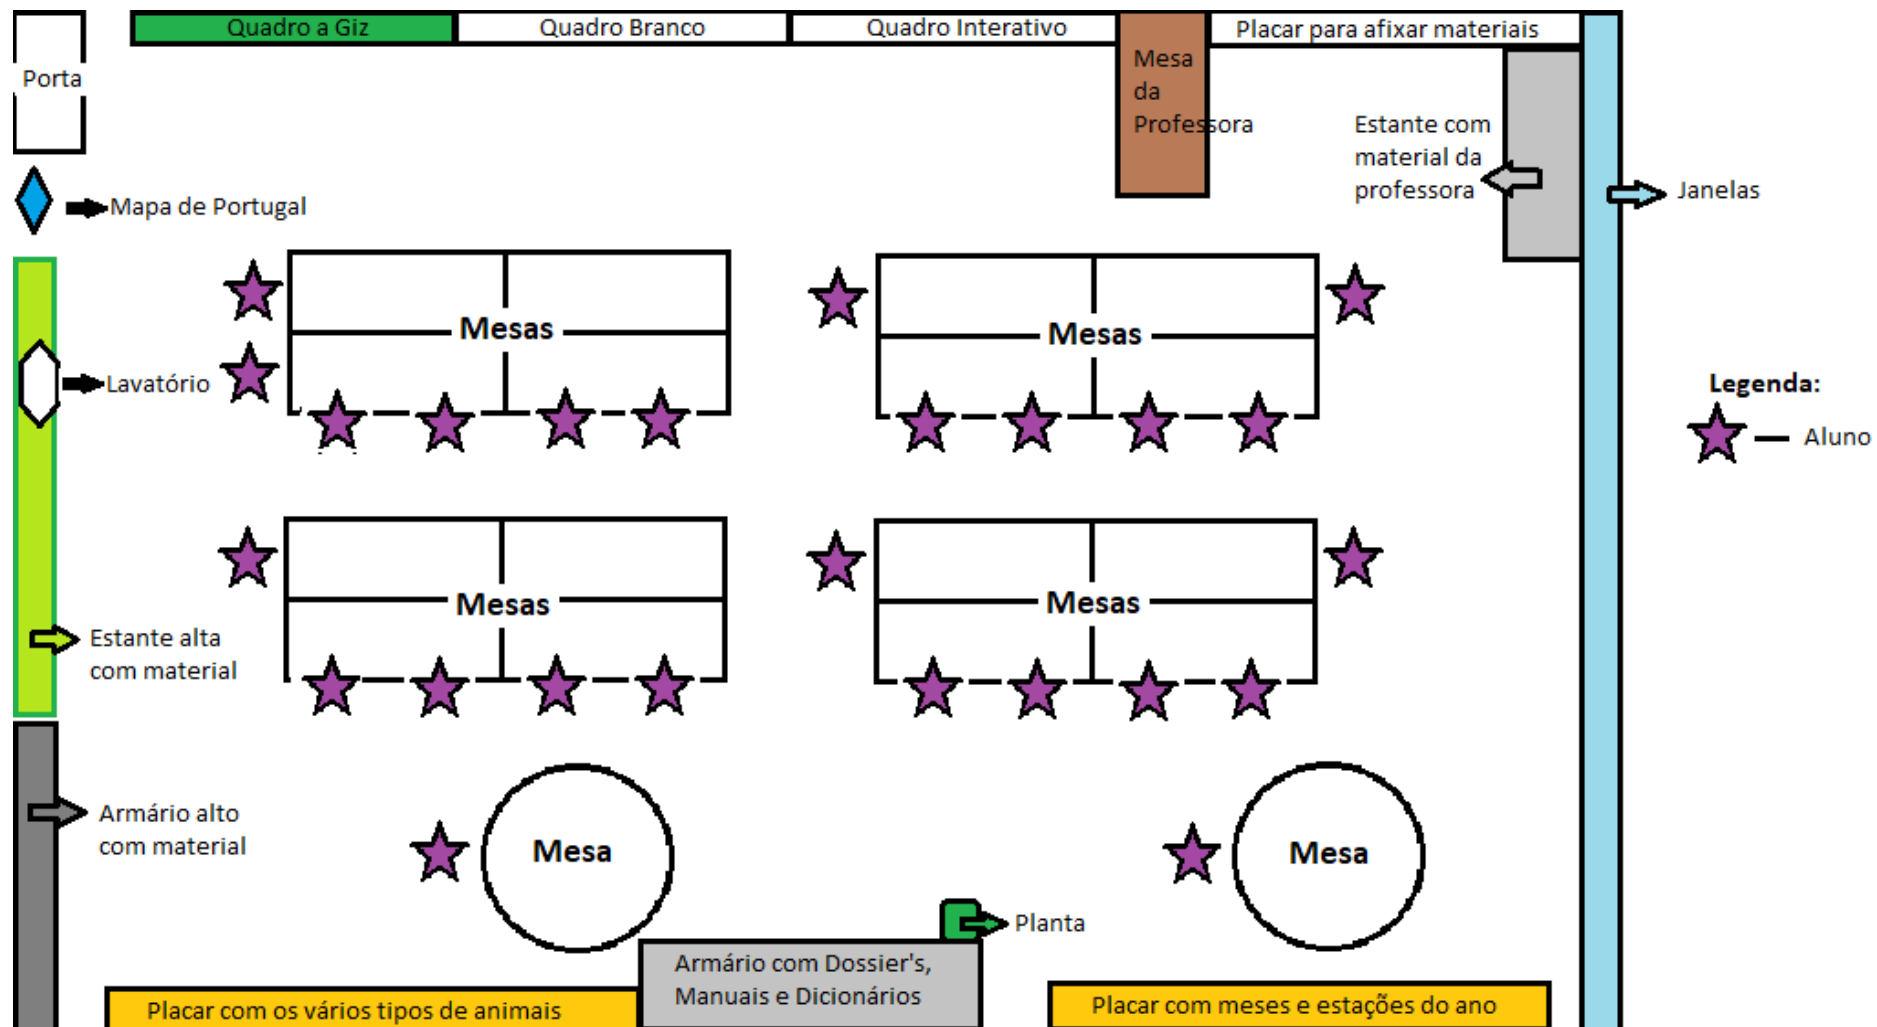 Quadro a Giz
Quadro Branco
Quadro Interativo
Placar para afixar materiais
Porta
Mesa
da
Professora
Estante com
material da
professora
Janelas
Mapa de Portugal
Mesas
Mesas
Lavatório
Legenda:
Aluno
Mesas
Mesas
Estante alta
com material
Armário alto
com material
Mesa
Mesa
Planta
Armário com Dossier's,
Manuais e Dicionários
Placar com os vários tipos de animais
Placar com meses e estações do ano